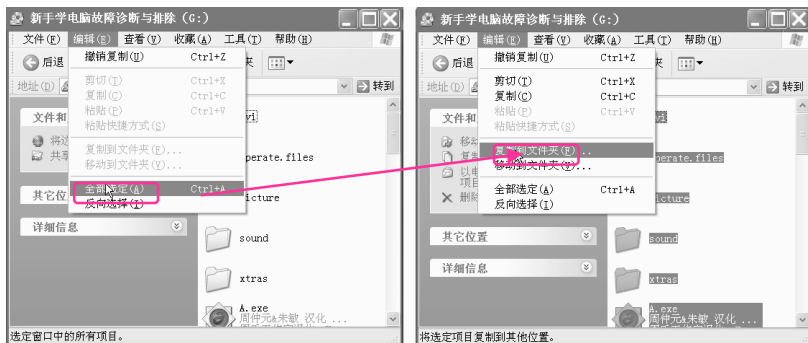 新手学电脑故障诊断与排除 (G:)
文件(F) 编辑(E) 查看(V) 收藏(A) 工具(T) 帮助(H)
后退
撤销复制(U) Ctrl+Z
地址(D)
剪切(T) Ctrl+X
转到
复制(C) Ctrl+C
粘贴(P) Ctrl+V
粘贴快捷方式(S)
文件和
复制到文件夹(F)...
移动到文件夹(V)...
共享
perate.files
全部选定(A) Ctrl+A
反向选择(I)
其它位
icture
详细信息
sound
xtras
A.exe
周仲元&朱敏 汉化 ...
选定窗口中的所有项目。
新手学电脑故障诊断与排除 (G:)
文件(F) 编辑(E) 查看(V) 收藏(A) 工具(T) 帮助(H)
后退
撤销复制(U) Ctrl+Z
地址(D)
剪切(T) Ctrl+X
转到
复制(C) Ctrl+C
粘贴(P) Ctrl+V
粘贴快捷方式(S)
文件和
复制到文件夹(F)...
移动到文件夹(V)...
移动
复制
以电
项目
删除
perate.files
全部选定(A) Ctrl+A
反向选择(I)
icture
其它位置
sound
详细信息
xtras
A.exe
周仲元&朱敏 汉化 ...
将选定项目复制到其他位置。